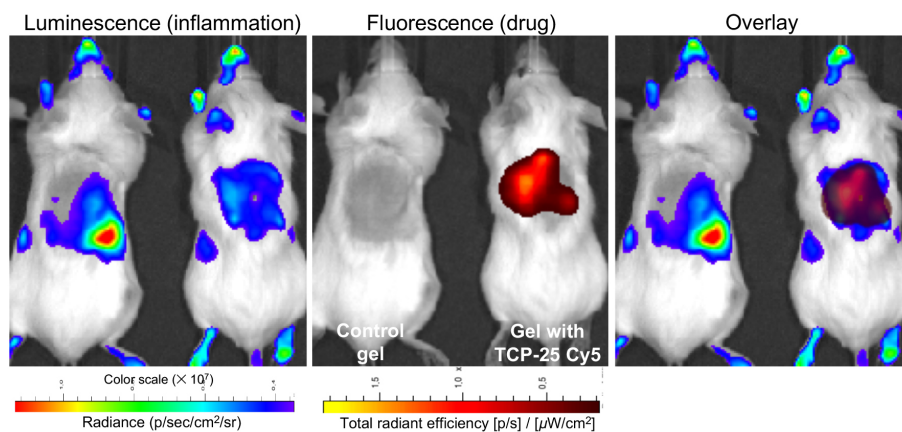 Luminescence (inflammation)
Fluorescence (drug)
Overlay
Control
gel
Gel with
TCP-25 Cy5
Color scale (× 10⁷)
Radiance (p/sec/cm²/sr)
1.5
1.0
0.5
Total radiant efficiency [p/s] / [μW/cm²]